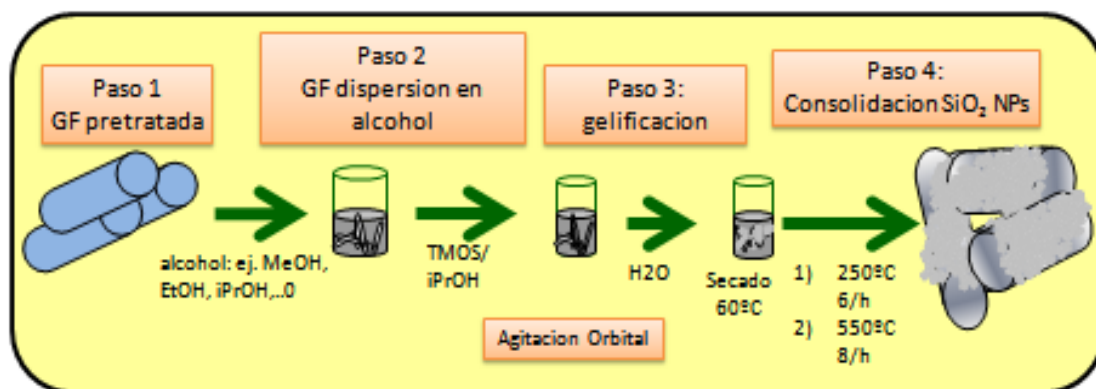 Paso 1
GF pretratada
Paso 2
GF dispersion en
alcohol
Paso 3:
gelificacion
Paso 4:
Consolidacion SiO₂ NPs
alcohol: ej. MeOH,
EtOH, iPrOH,..0
TMOS/
iPrOH
H2O
Secado
60ºC
1) 250ºC
6/h
2) 550ºC
8/h
Agitacion Orbital